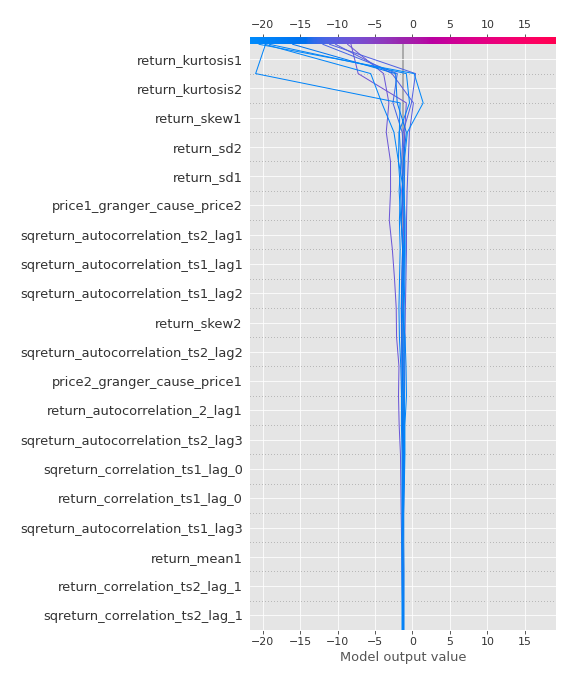 −20 −15 −10 −5 0 5 10 15
return_kurtosis1
return_kurtosis2
return_skew1
return_sd2
return_sd1
price1_granger_cause_price2
sqreturn_autocorrelation_ts2_lag1
sqreturn_autocorrelation_ts1_lag1
sqreturn_autocorrelation_ts1_lag2
return_skew2
sqreturn_autocorrelation_ts2_lag2
price2_granger_cause_price1
return_autocorrelation_2_lag1
sqreturn_autocorrelation_ts2_lag3
sqreturn_correlation_ts1_lag_0
return_correlation_ts1_lag_0
sqreturn_autocorrelation_ts1_lag3
return_mean1
return_correlation_ts2_lag_1
sqreturn_correlation_ts2_lag_1
−20 −15 −10 −5 0 5 10 15
Model output value